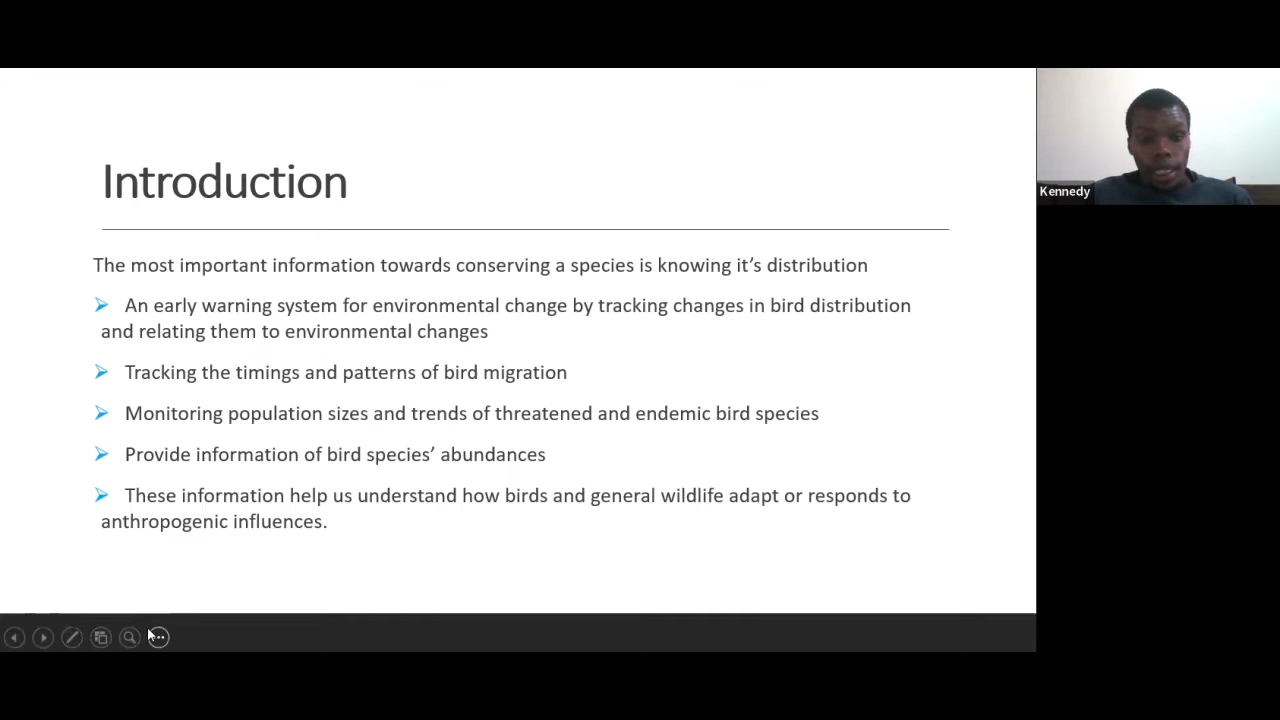 Introduction
The most important information towards conserving a species is knowing it’s distribution
An early warning system for environmental change by tracking changes in bird distribution
and relating them to environmental changes
Tracking the timings and patterns of bird migration
Monitoring population sizes and trends of threatened and endemic bird species
Provide information of bird species’ abundances
These information help us understand how birds and general wildlife adapt or responds to
anthropogenic influences.
Kennedy